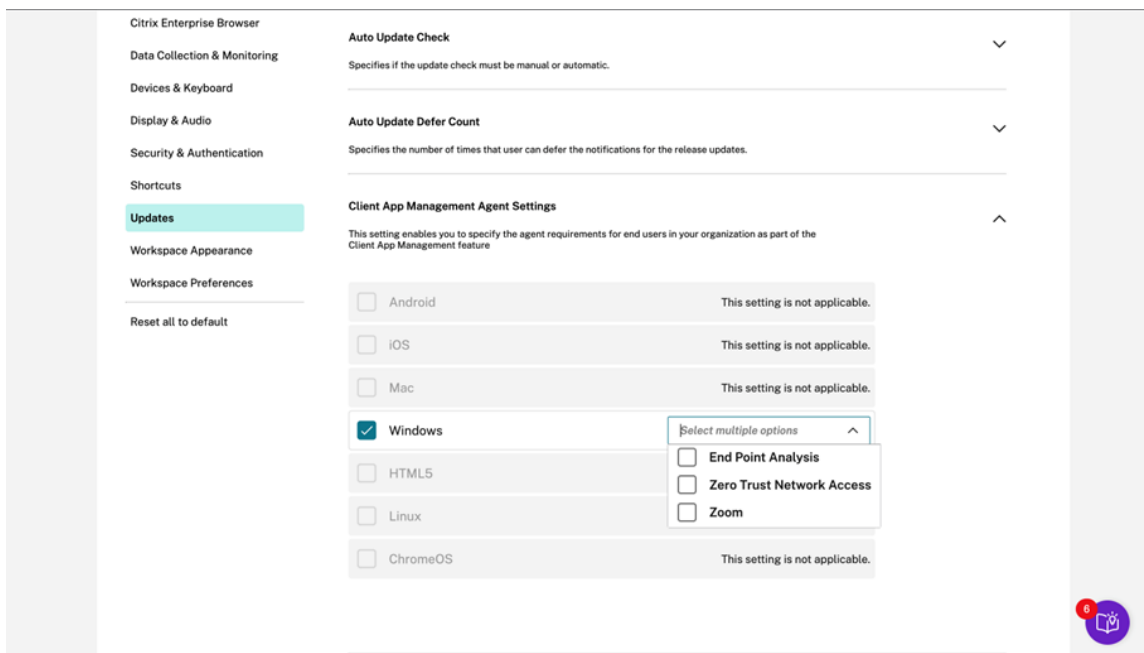 Citrix Enterprise Browser
Data Collection & Monitoring
Devices & Keyboard
Display & Audio
Security & Authentication
Shortcuts
Updates
Workspace Appearance
Workspace Preferences
Reset all to default
Auto Update Check
Specifies if the update check must be manual or automatic.
Auto Update Defer Count
Specifies the number of times that user can defer the notifications for the release updates.
Client App Management Agent Settings
This setting enables you to specify the agent requirements for end users in your organization as part of the
Client App Management feature
Android This setting is not applicable.
iOS This setting is not applicable.
Mac This setting is not applicable.
Windows Select multiple options
End Point Analysis
HTML5
Zero Trust Network Access
Linux
Zoom
ChromeOS This setting is not applicable.
6